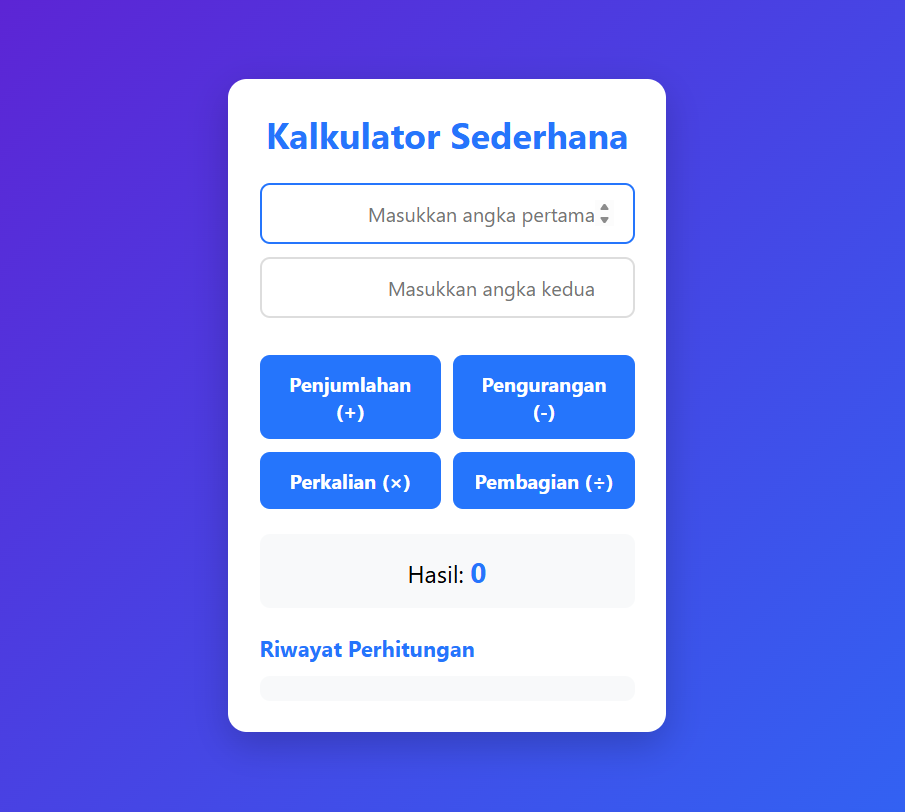 Kalkulator Sederhana
Masukkan angka pertama
Masukkan angka kedua
Penjumlahan
(+)
Pengurangan
(-)
Perkalian (×)
Pembagian (÷)
Hasil: 0
Riwayat Perhitungan